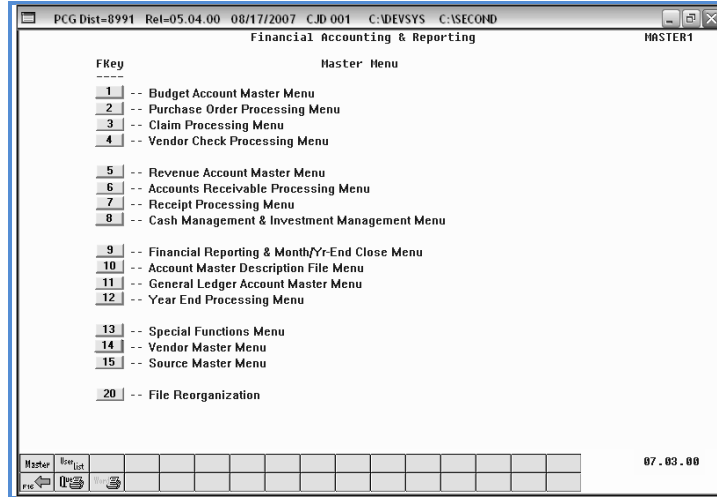 PCG Dist=8991 Rel=05.04.00 08/17/2007 CJD 001 C:\DEVSYS C:\SECOND
Financial Accounting & Reporting MASTER1
FKey Master Menu
----
1 -- Budget Account Master Menu
2 -- Purchase Order Processing Menu
3 -- Claim Processing Menu
4 -- Vendor Check Processing Menu
5 -- Revenue Account Master Menu
6 -- Accounts Receivable Processing Menu
7 -- Receipt Processing Menu
8 -- Cash Management & Investment Management Menu
9 -- Financial Reporting & Month/Yr-End Close Menu
10 -- Account Master Description File Menu
11 -- General Ledger Account Master Menu
12 -- Year End Processing Menu
13 -- Special Functions Menu
14 -- Vendor Master Menu
15 -- Source Master Menu
20 -- File Reorganization
Master User List 07.03.00
F16